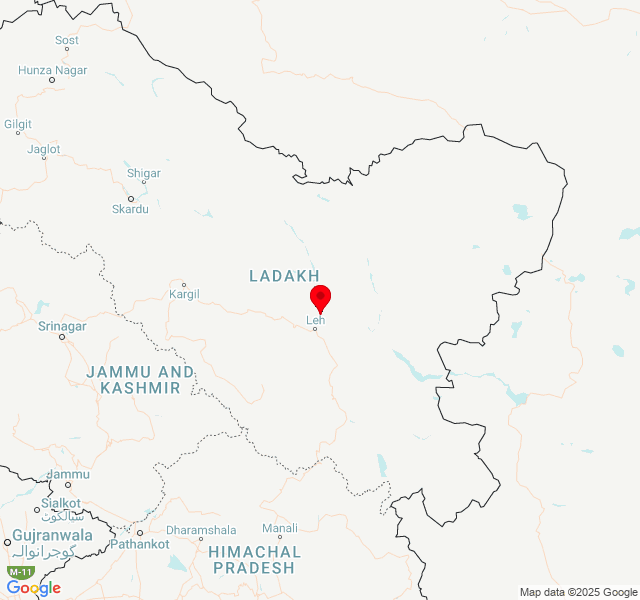 Sost
Hunza Nagar
Gilgit
Jaglot
Shigar
Skardu
LADAKH
Kargil
Leh
Srinagar
JAMMU AND
KASHMIR
Jammu
Sialkot
سیالکوٹ
Gujranwala
گوجرانوالہ
Pathankot
Dharamshala
Manali
HIMACHAL
PRADESH
M-11
Google
Map data ©2025 Google